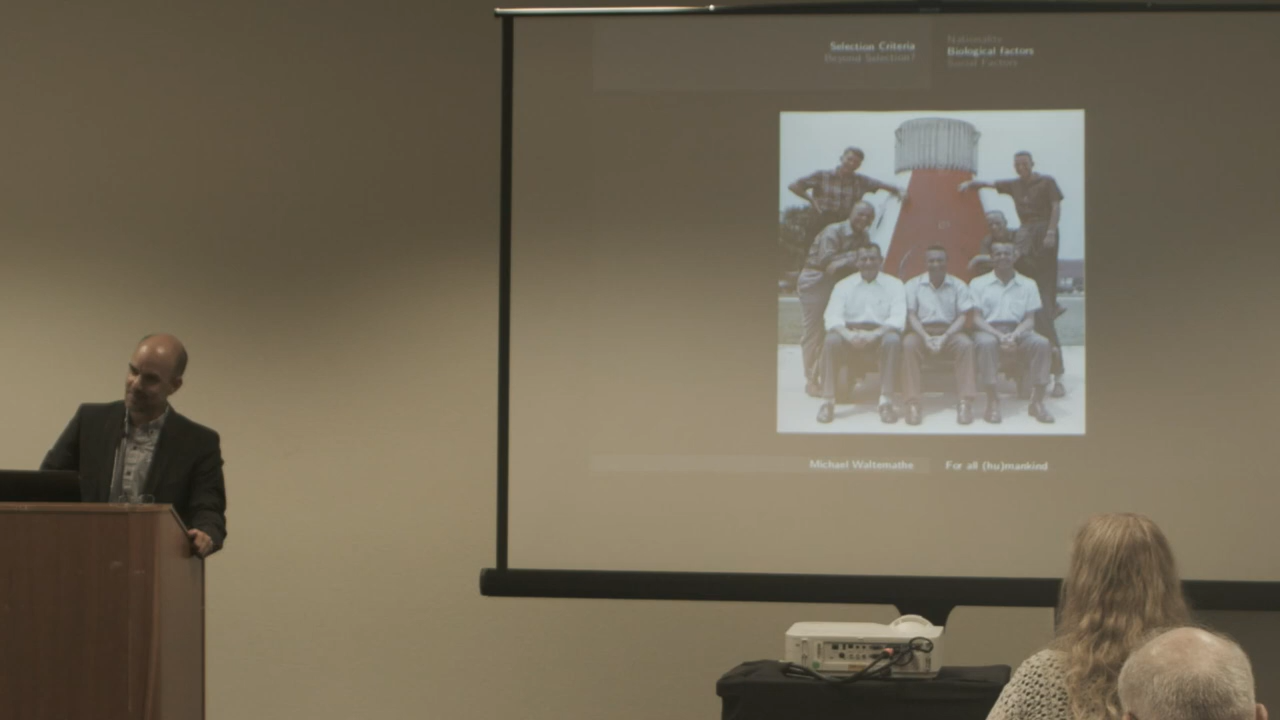 Selection Criteria
Beyond Selection?
Nationality
Biological factors
Social Factors
Michael Waltemathe
For all (hu)mankind